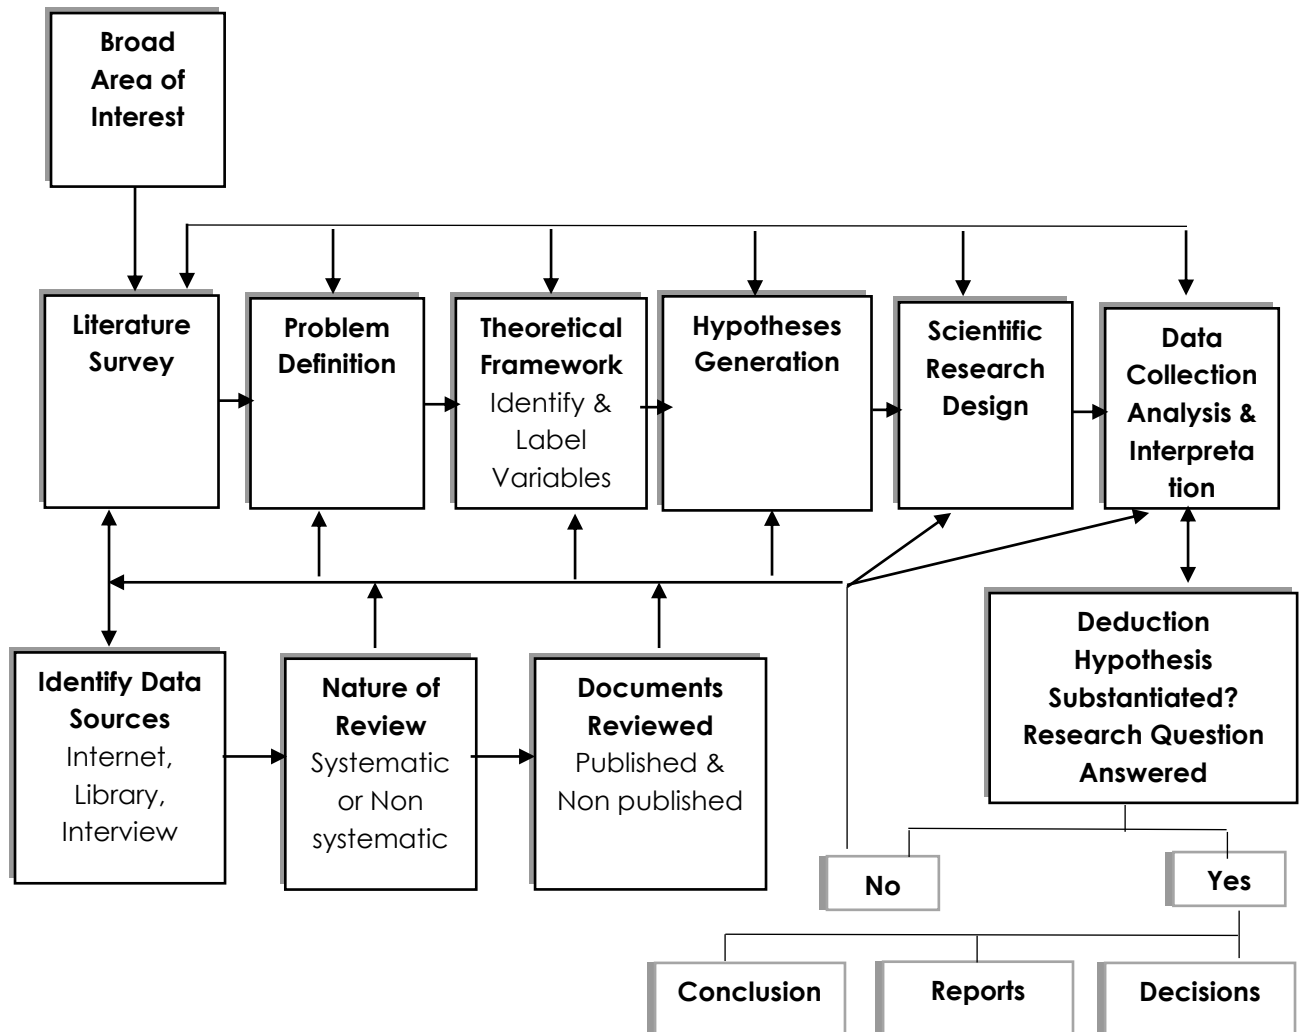 Broad
Area of
Interest
Literature
Survey
Problem
Definition
Theoretical
Framework
Identify &
Label
Variables
Hypotheses
Generation
Scientific
Research
Design
Data
Collection
Analysis &
Interpreta
tion
Identify Data
Sources
Internet,
Library,
Interview
Nature of
Review
Systematic
or Non
systematic
Documents
Reviewed
Published &
Non published
Deduction
Hypothesis
Substantiated?
Research Question
Answered
No
Yes
Conclusion
Reports
Decisions